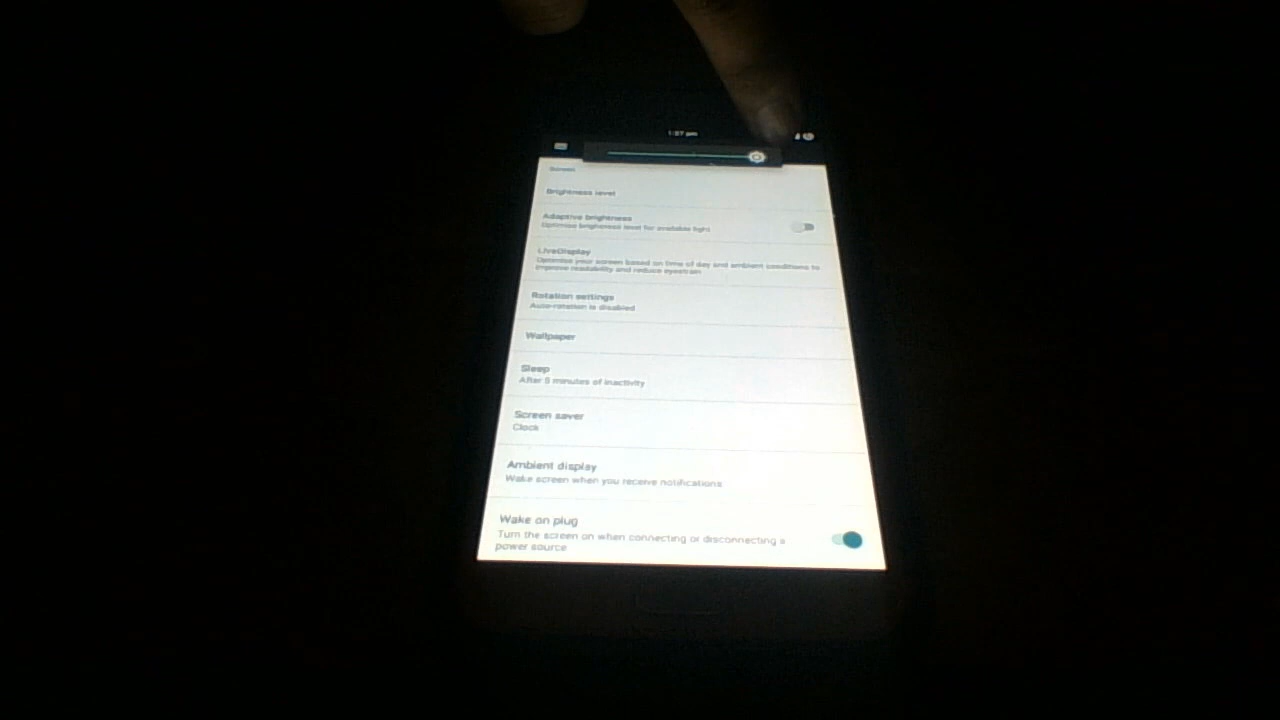 1:57 pm
Screen
Brightness level
Adaptive brightness
Optimise brightness level for available light
LiveDisplay
Optimise your screen based on time of day and ambient conditions to
improve readability and reduce eyestrain
Rotation settings
Auto-rotation is disabled
Wallpaper
Sleep
After minutes of inactivity
Screen saver
Clock
Ambient display
Wake screen when you receive notifications
Wake on plug
Turn the screen on when connecting or disconnecting a
power source